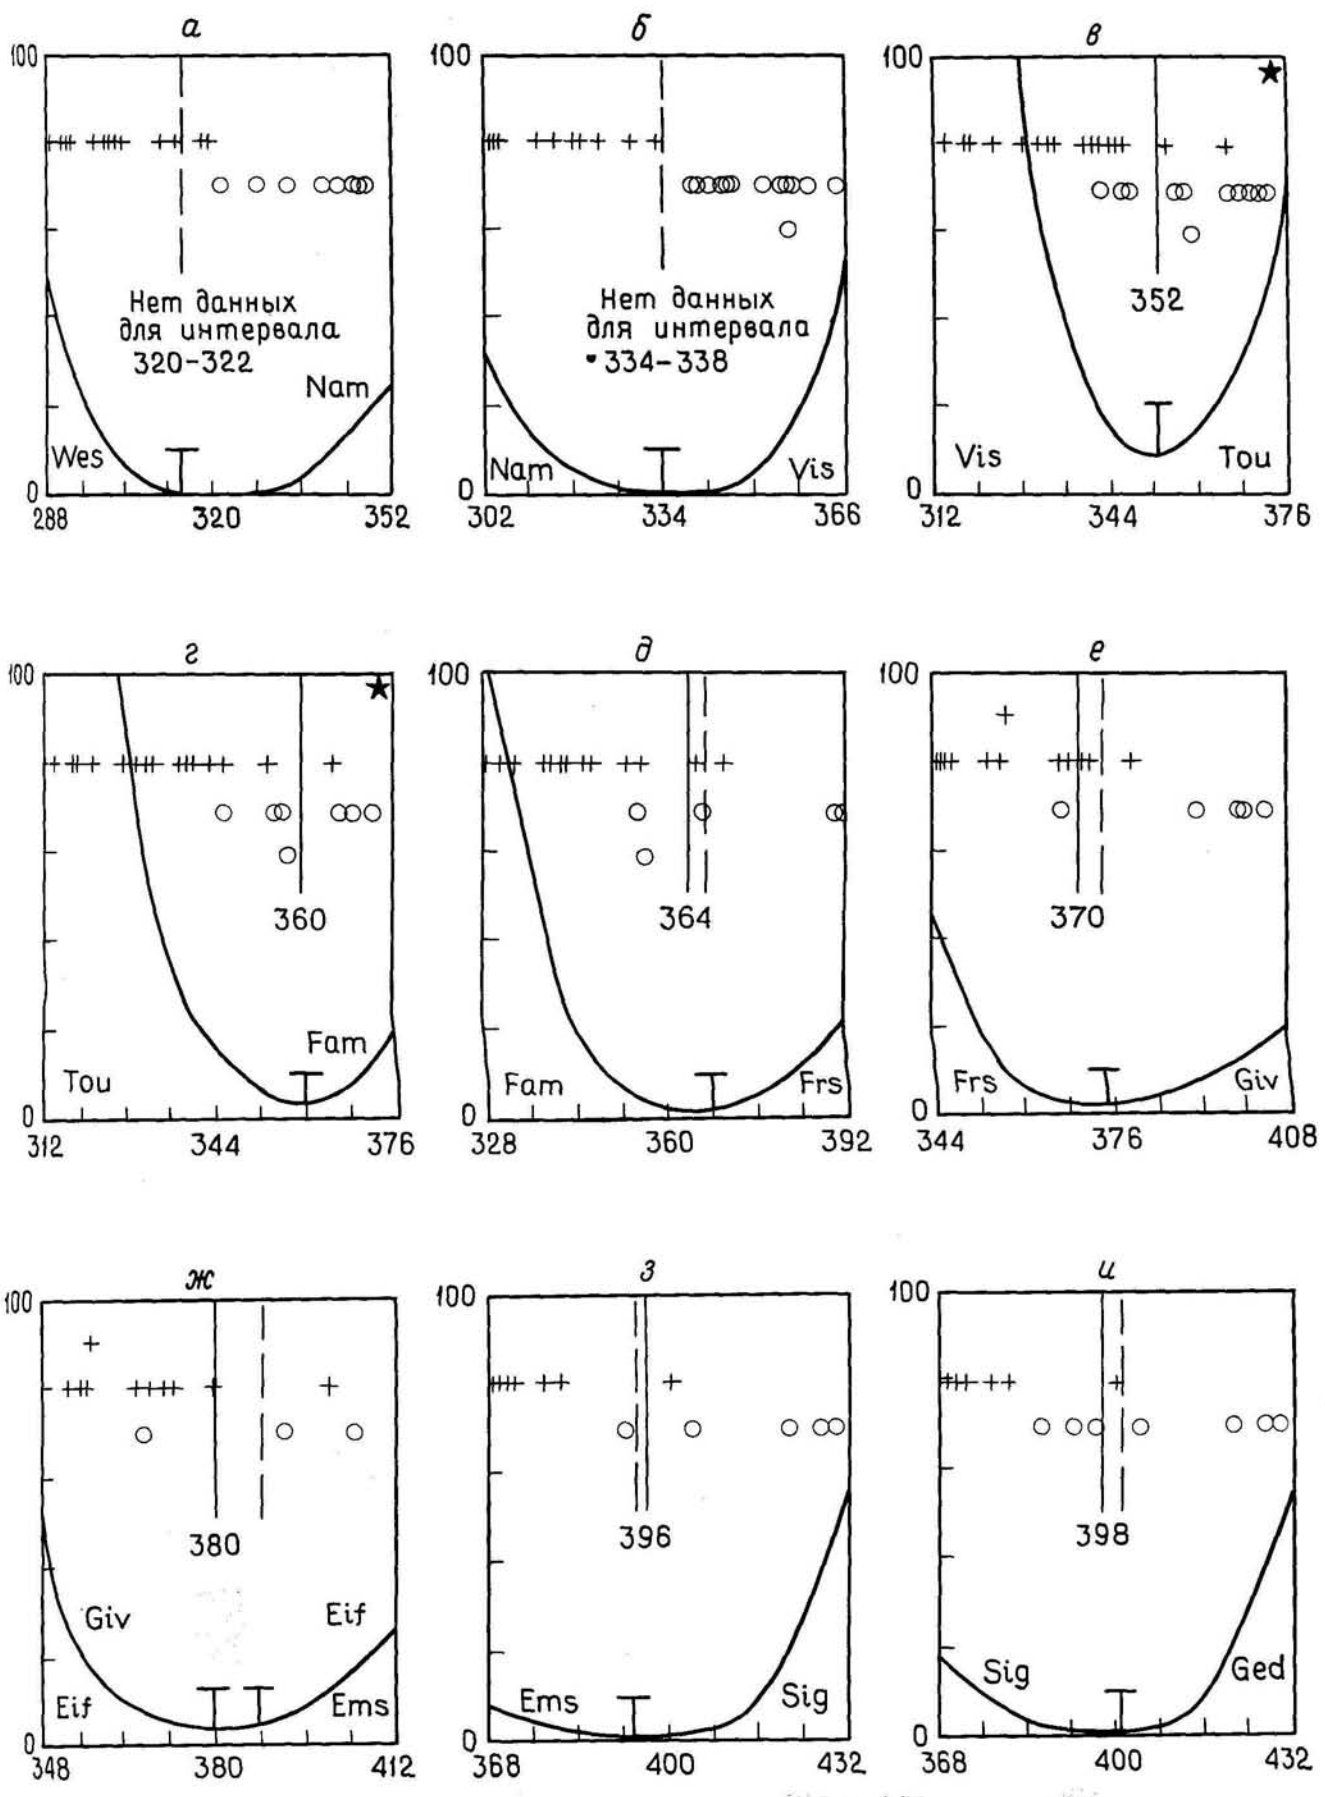 а
100
Нет данных
для интервала
320-322
Nam
Wes
0
288 320 352
б
100
Нет данных
для интервала
334-338
Nam Vis
0
302 334 366
в
100
352
Vis Tou
0
312 344 376
г
100
360
Fam
Tou
0
312 344 376
д
100
364
Fam Frs
0
328 360 392
е
100
370
Frs Giv
0
344 376 408
ж
100
380
Giv Eif
Eif Ems
0
348 380 412
з
100
396
Ems Sig
0
368 400 432
и
100
398
Sig Ged
0
368 400 432